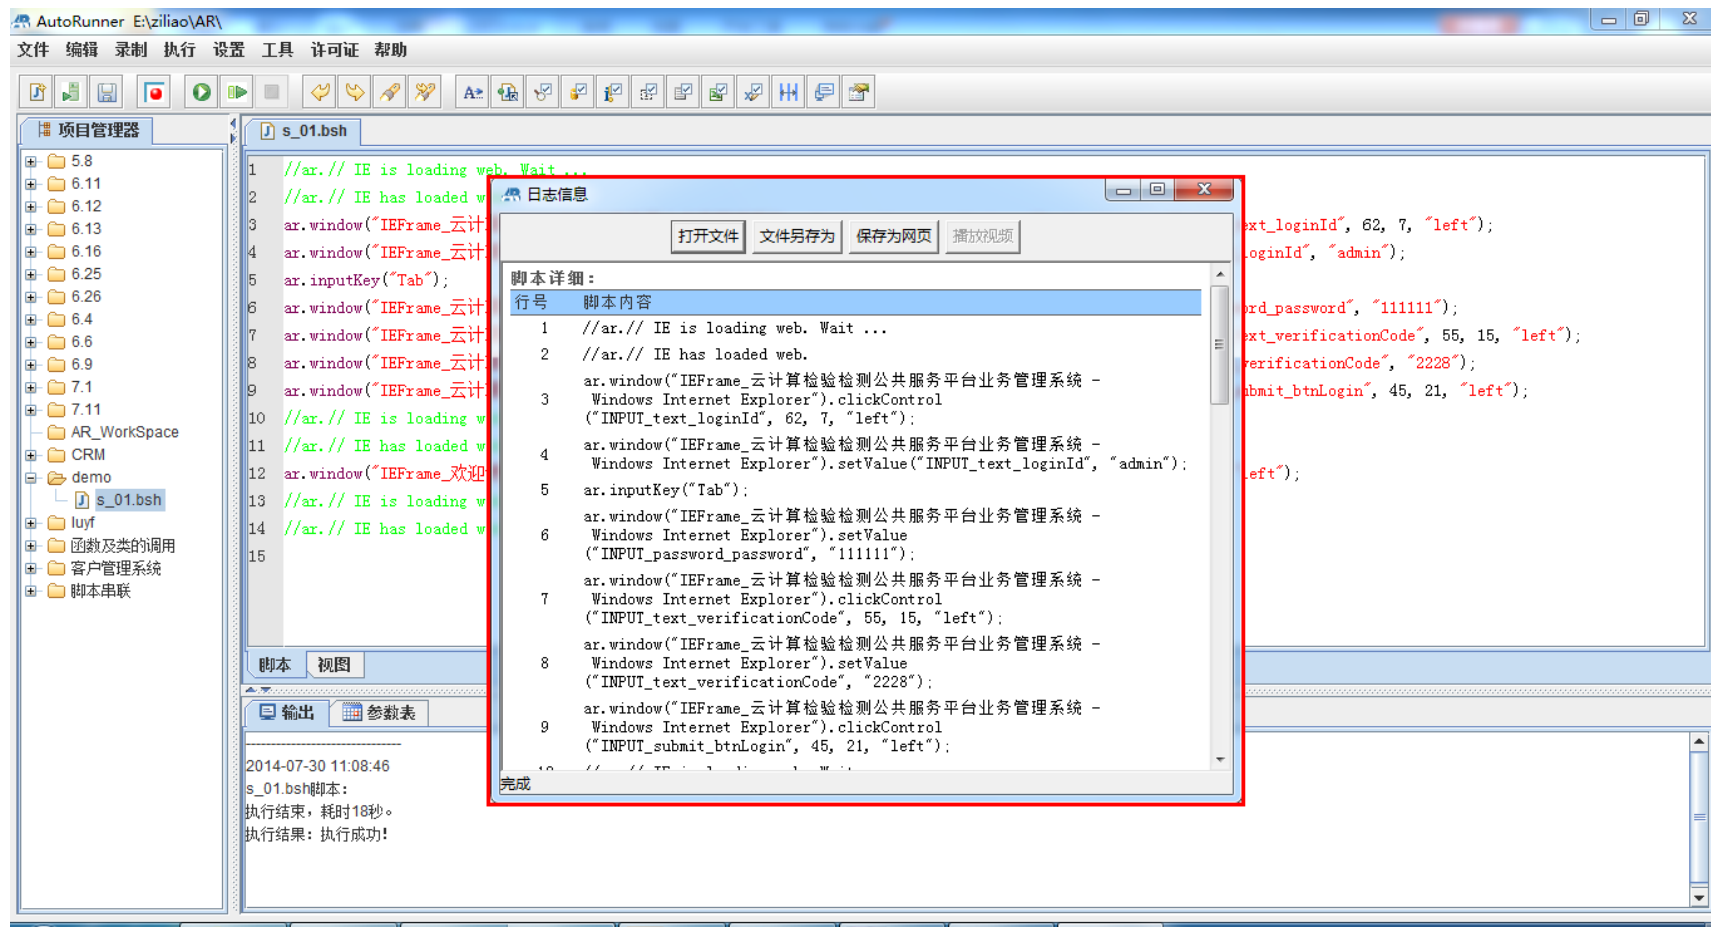 AutoRunner E:\ziliao\AR\
文件 编辑 录制 执行 设置 工具 许可证 帮助
项目管理器
5.8
6.11
6.12
6.13
6.16
6.25
6.26
6.4
6.6
6.9
7.1
7.11
AR_WorkSpace
CRM
demo
s_01.bsh
luyf
函数及类的调用
客户管理系统
脚本串联
s_01.bsh
1 //ar.// IE is loading web. Wait ...
2 //ar.// IE has loaded w
3 ar.window("IEFrame_云计 ext_loginId", 62, 7, "left");
4 ar.window("IEFrame_云计 oginId", "admin");
5 ar.inputKey("Tab");
6 ar.window("IEFrame_云计 ord_password", "111111");
7 ar.window("IEFrame_云计 ext_verificationCode", 55, 15, "left");
8 ar.window("IEFrame_云计 verificationCode", "2228");
9 ar.window("IEFrame_云计 ubmit_btnLogin", 45, 21, "left");
10 //ar.// IE is loading w
11 //ar.// IE has loaded w
12 ar.window("IEFrame_欢迎 eft");
13 //ar.// IE is loading w
14 //ar.// IE has loaded w
15
脚本 视图
日志信息
打开文件 文件另存为 保存为网页 播放视频
脚本详细:
行号 脚本内容
1 //ar.// IE is loading web. Wait ...
2 //ar.// IE has loaded web.
ar.window("IEFrame_云计算检验检测公共服务平台业务管理系统 -
3 Windows Internet Explorer").clickControl
("INPUT_text_loginId", 62, 7, "left");
ar.window("IEFrame_云计算检验检测公共服务平台业务管理系统 -
4 Windows Internet Explorer").setValue("INPUT_text_loginId", "admin");
5 ar.inputKey("Tab");
ar.window("IEFrame_云计算检验检测公共服务平台业务管理系统 -
6 Windows Internet Explorer").setValue
("INPUT_password_password", "111111");
ar.window("IEFrame_云计算检验检测公共服务平台业务管理系统 -
7 Windows Internet Explorer").clickControl
("INPUT_text_verificationCode", 55, 15, "left");
ar.window("IEFrame_云计算检验检测公共服务平台业务管理系统 -
8 Windows Internet Explorer").setValue
("INPUT_text_verificationCode", "2228");
ar.window("IEFrame_云计算检验检测公共服务平台业务管理系统 -
9 Windows Internet Explorer").clickControl
("INPUT_submit_btnLogin", 45, 21, "left");
完成
输出 参数表
------------------------------
2014-07-30 11:08:46
s_01.bsh脚本:
执行结束，耗时18秒。
执行结果: 执行成功!